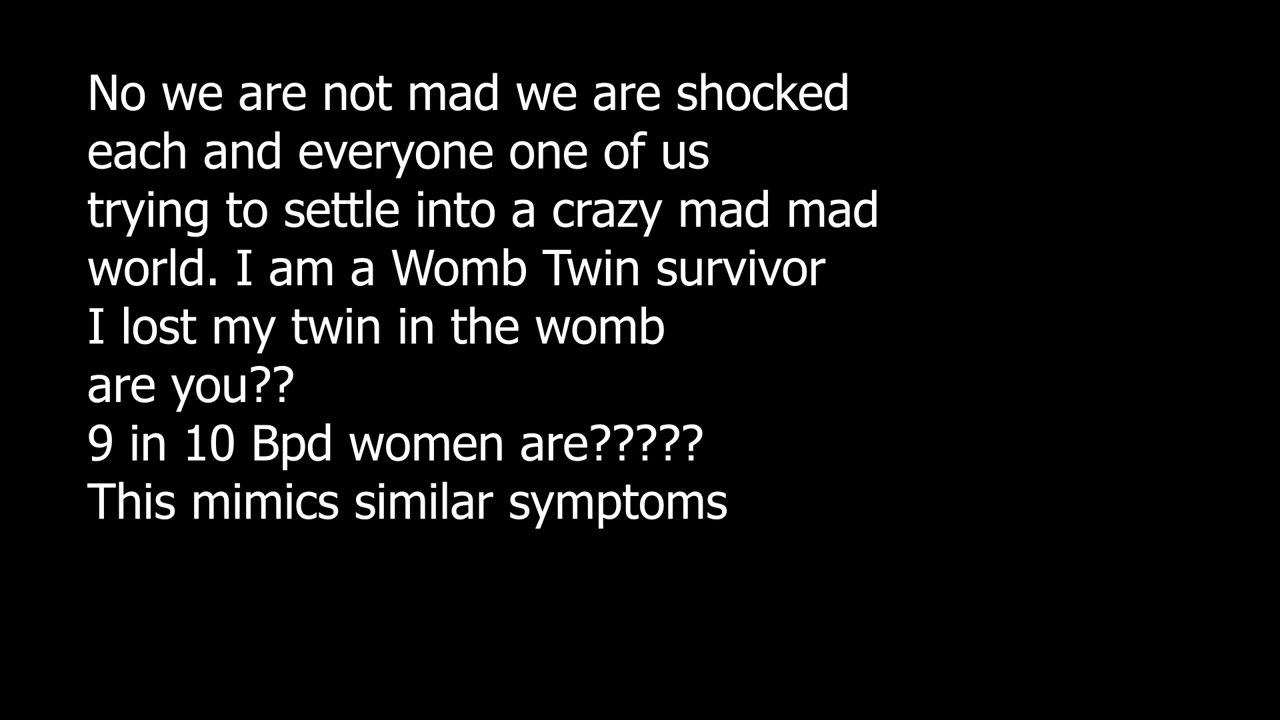 No we are not mad we are shocked
each and everyone one of us
trying to settle into a crazy mad mad
world. I am a Womb Twin survivor
I lost my twin in the womb
are you??
9 in 10 Bpd women are?????
This mimics similar symptoms